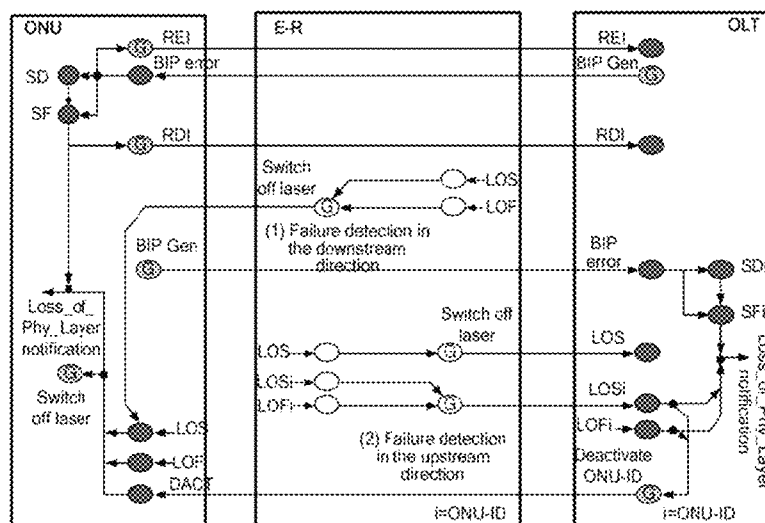 ONU
E-R
OLT
G
REI
REI
SD
BIP error
BIP Gen
G
SF
G
RDI
RDI
Switch
off laser
LOS
G
LOF
(1) Failure detection in
the downstream
direction
BIP Gen
G
BIP
error
SDi
SFi
Loss_of_
Phy_Layer
notification
Switch off
laser
LOS
G
LOS
G
Switch
off laser
LOSi
LOFi
G
LOSi
LOFi
Loss_of_Phy_Layer
notification
LOS
LOF
DACT
(2) Failure detection
in the upstream
direction
Deactivate
ONU-ID
G
i=ONU-ID
i=ONU-ID